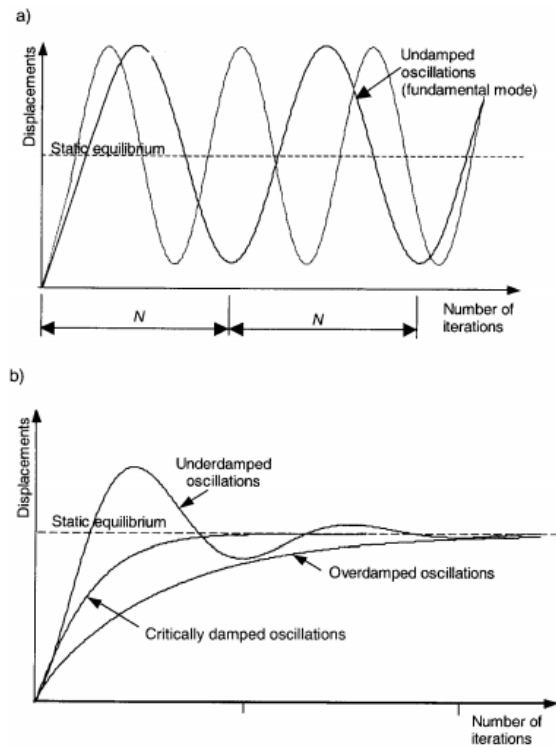 a)
Displacements
Undamped
oscillations
(fundamental mode)
Static equilibrium
N
N
Number of
iterations
b)
Displacements
Underdamped
oscillations
Static equilibrium
Overdamped oscillations
Critically damped oscillations
Number of
iterations